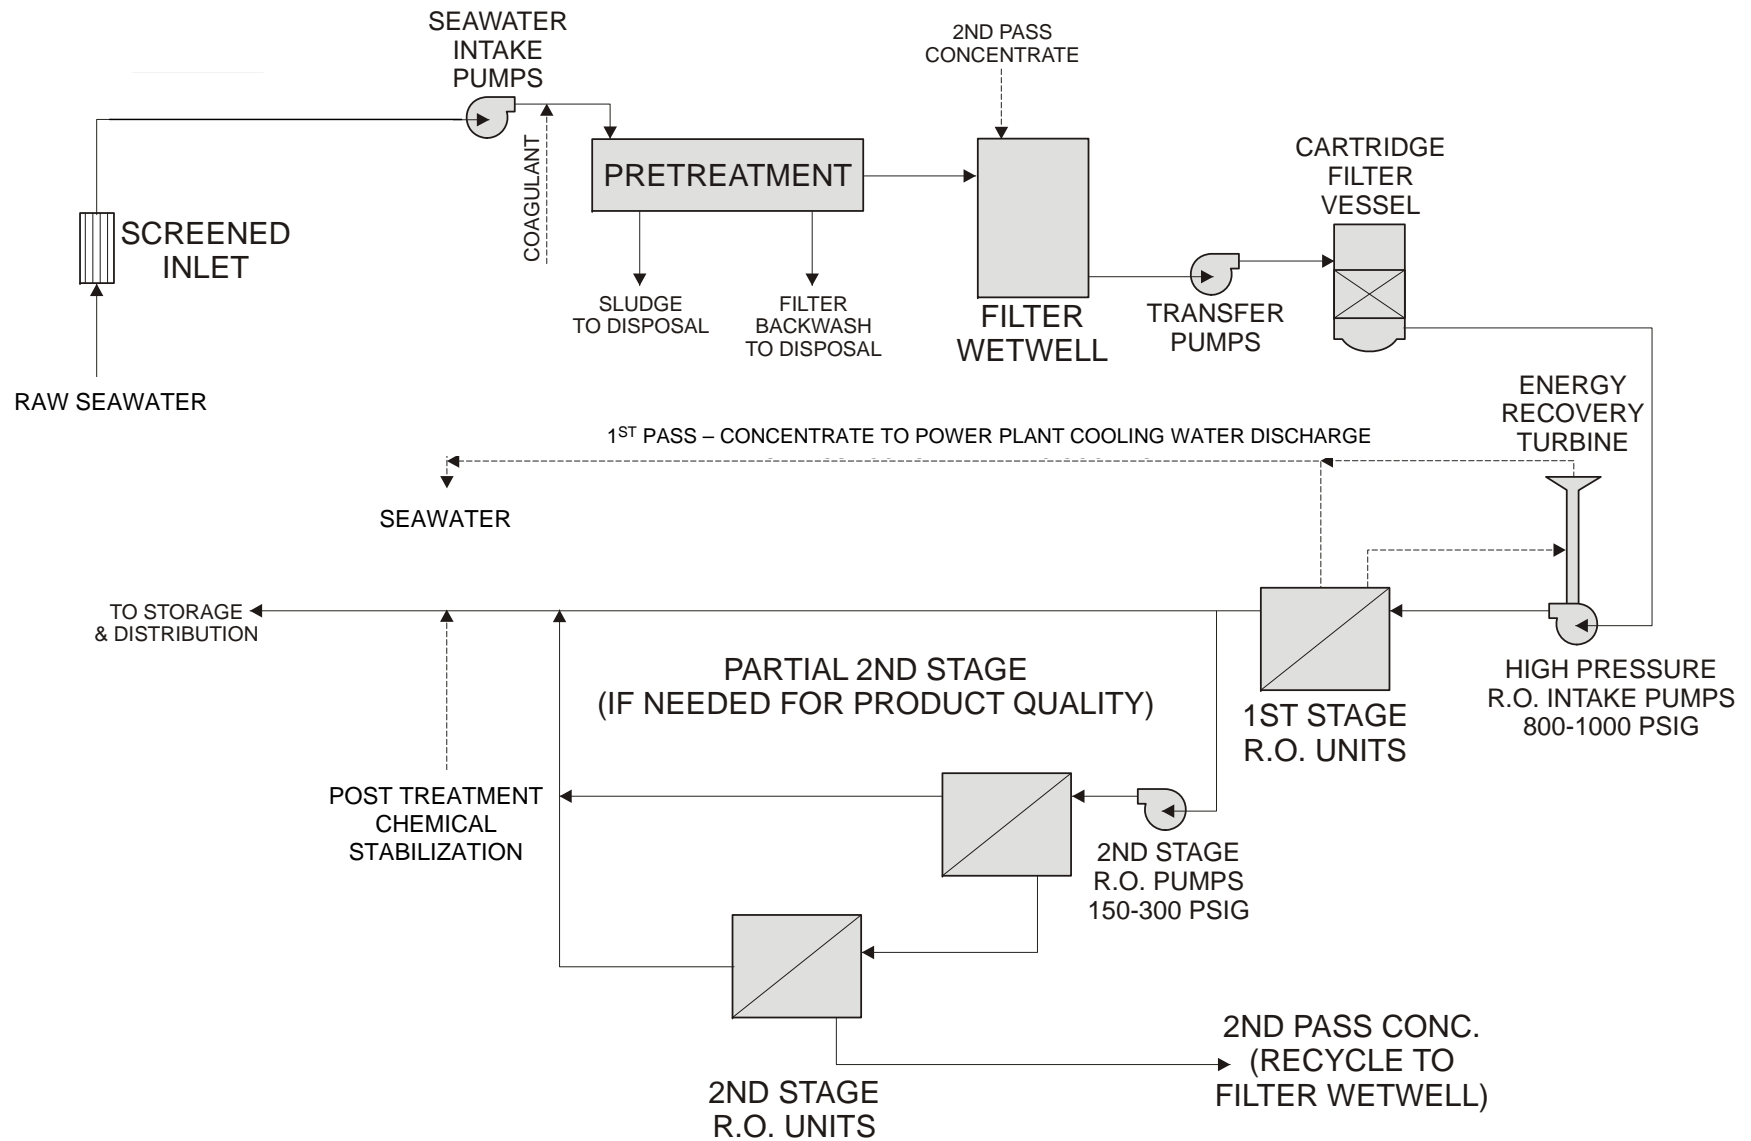 SEAWATER
INTAKE
PUMPS
2ND PASS
CONCENTRATE
COAGULANT
PRETREATMENT
CARTRIDGE
FILTER
VESSEL
SCREENED
INLET
SLUDGE
TO DISPOSAL
FILTER
BACKWASH
TO DISPOSAL
FILTER
WETWELL
TRANSFER
PUMPS
RAW SEAWATER
ENERGY
RECOVERY
TURBINE
1ST PASS – CONCENTRATE TO POWER PLANT COOLING WATER DISCHARGE
SEAWATER
TO STORAGE
& DISTRIBUTION
PARTIAL 2ND STAGE
(IF NEEDED FOR PRODUCT QUALITY)
1ST STAGE
R.O. UNITS
HIGH PRESSURE
R.O. INTAKE PUMPS
800-1000 PSIG
POST TREATMENT
CHEMICAL
STABILIZATION
2ND STAGE
R.O. PUMPS
150-300 PSIG
2ND STAGE
R.O. UNITS
2ND PASS CONC.
(RECYCLE TO
FILTER WETWELL)